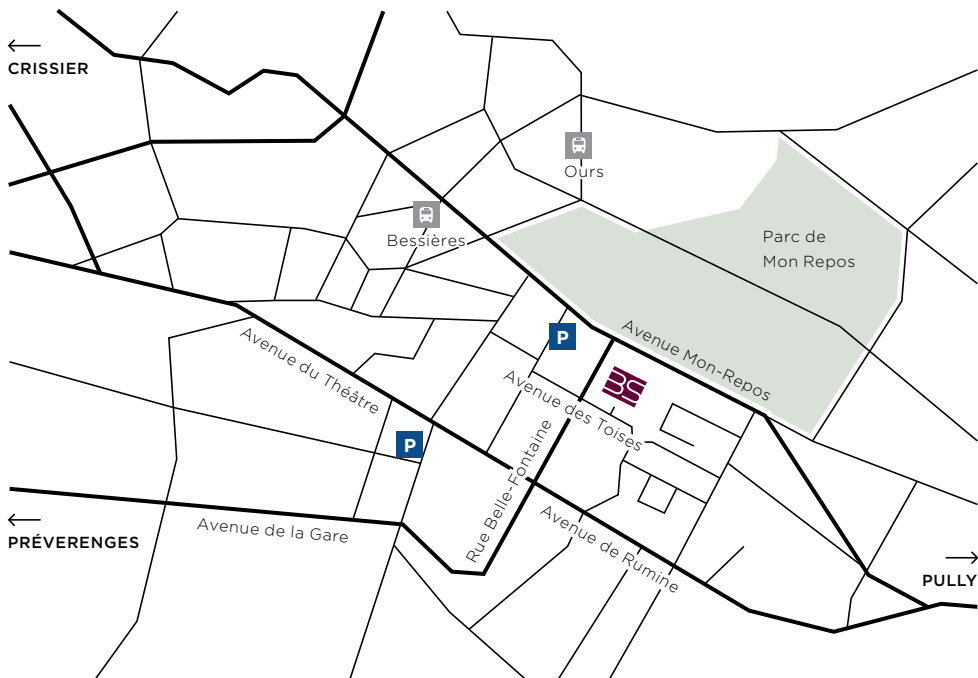 CRISSIER
Ours
Bessières
Parc de
Mon Repos
P
Avenue Mon-Repos
Avenue du Théâtre
BS
Avenue des Toises
P
Rue Belle-Fontaine
Avenue de la Gare
Avenue de Rumine
PRÉVERENGES
PULLY